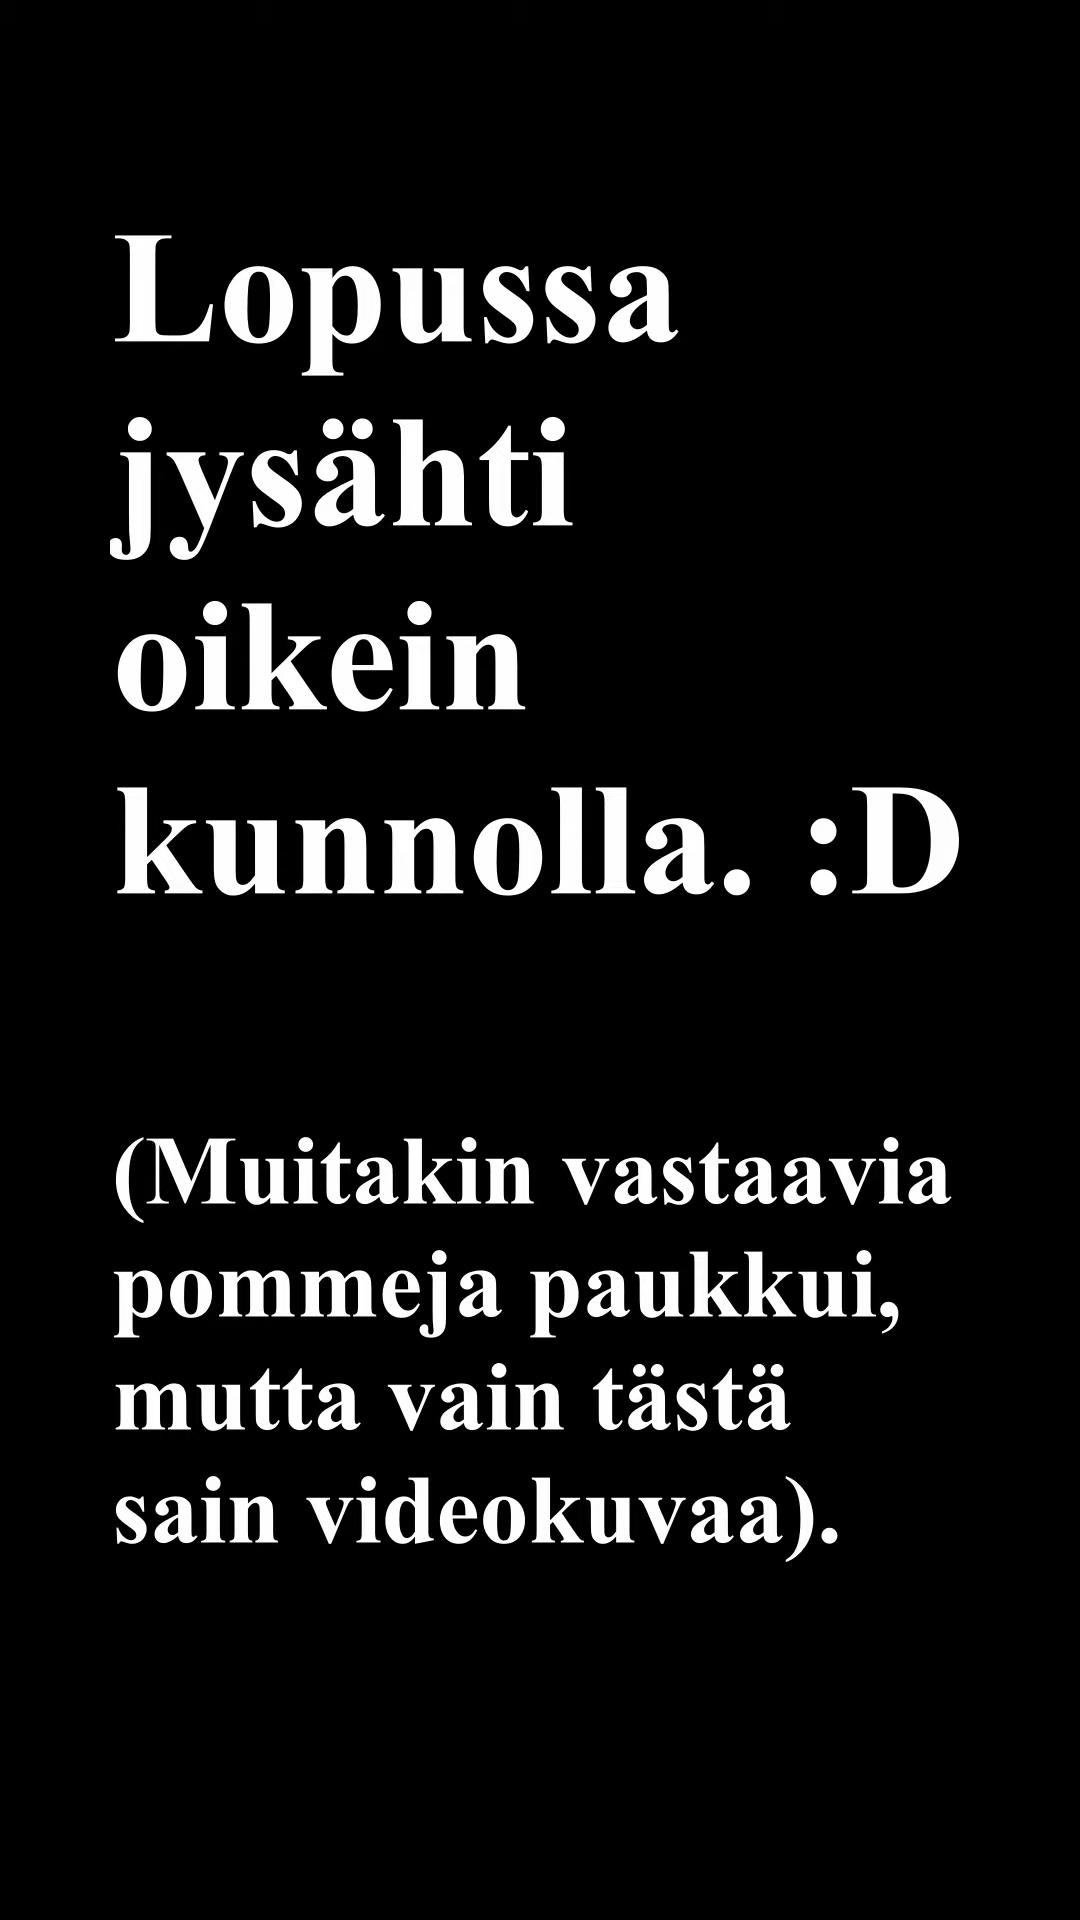 Lopussa
jysähti
oikein
kunnolla. :D
(Muitakin vastaavia
pommeja paukkui,
mutta vain tästä
sain videokuvaa).